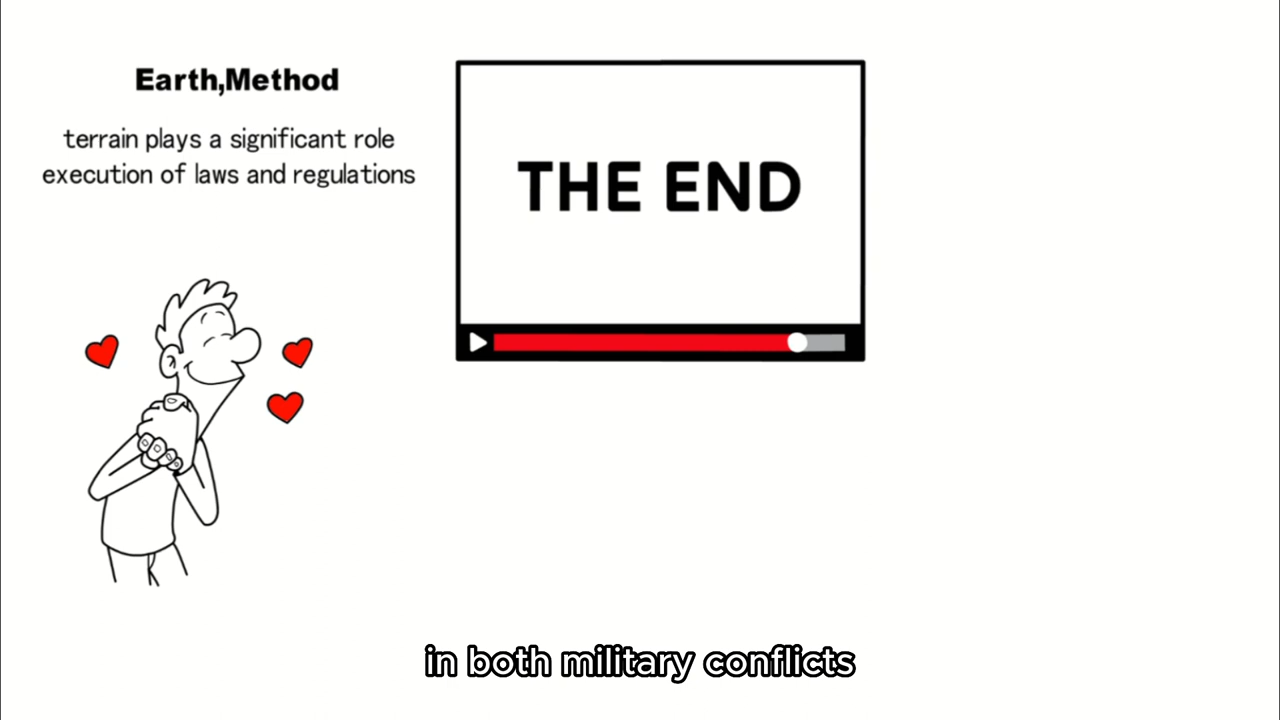 Earth,Method
terrain plays a significant role
execution of laws and regulations
THE END
in both military conflicts